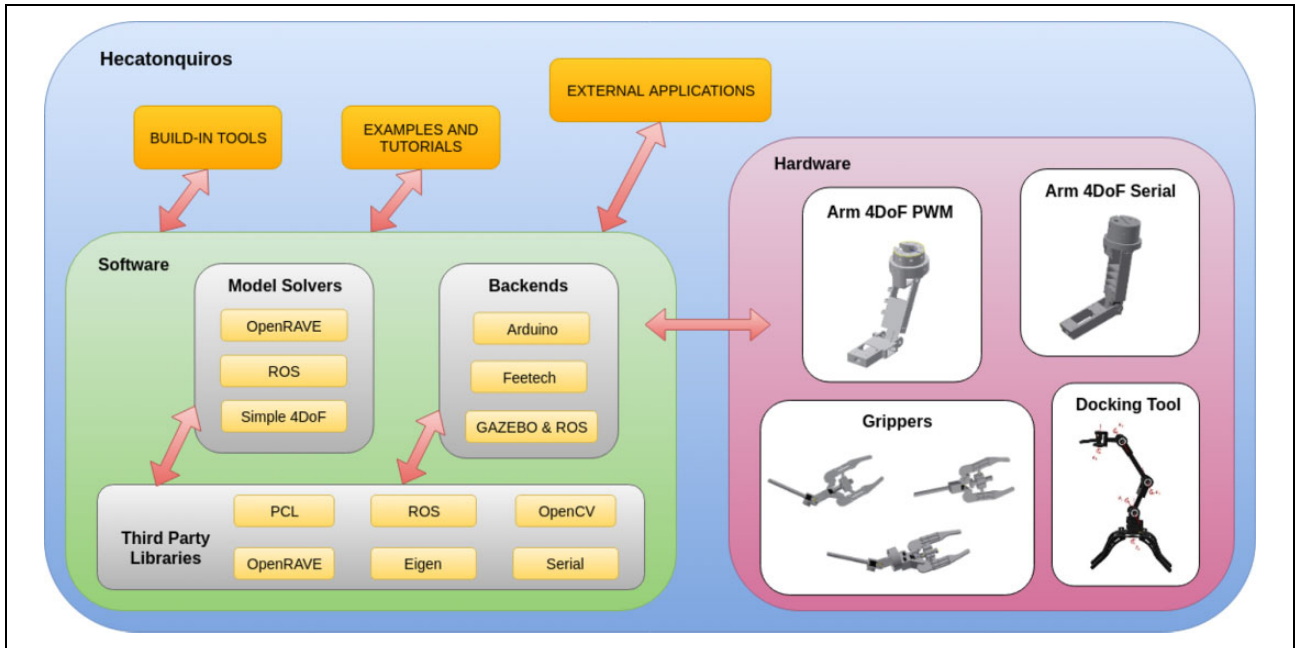 Hecatonquiros
BUILD-IN TOOLS
EXAMPLES AND
TUTORIALS
EXTERNAL APPLICATIONS
Software
Model Solvers
OpenRAVE
ROS
Simple 4DoF
Backends
Arduino
Feetech
GAZEBO & ROS
Third Party
Libraries
PCL
ROS
OpenCV
OpenRAVE
Eigen
Serial
Hardware
Arm 4DoF PWM
Arm 4DoF Serial
Grippers
Docking Tool